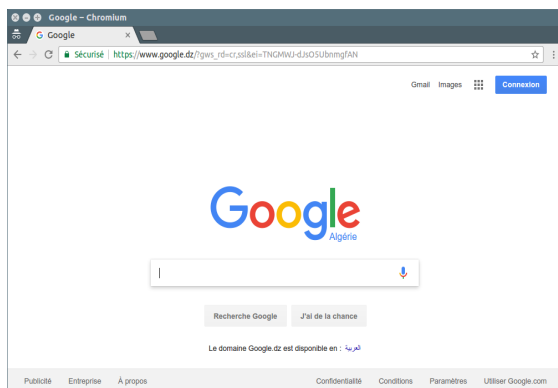 Google – Chromium
Google
Sécurisé https://www.google.dz/?gws_rd=cr,ssl&ei=TNGMWJ-dJsOSUbnmgfAN
Gmail Images Connexion
Google
Algérie
Recherche Google J'ai de la chance
Le domaine Google.dz est disponible en : العربية
Publicité Entreprise À propos Confidentialité Conditions Paramètres Utiliser Google.com